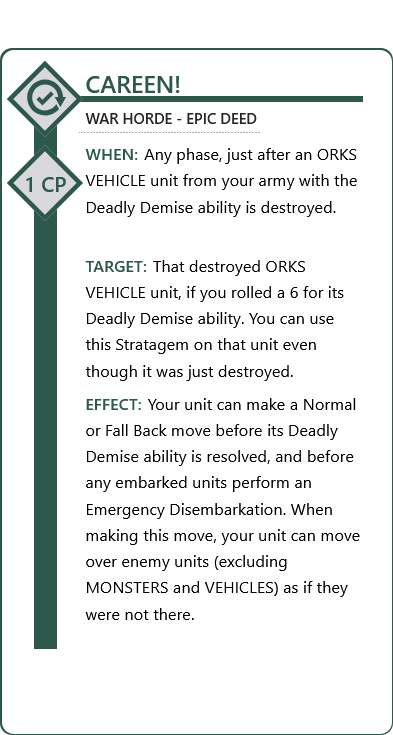 CAREEN!
WAR HORDE - EPIC DEED
WHEN: Any phase, just after an ORKS
1 CP
VEHICLE unit from your army with the
Deadly Demise ability is destroyed.
TARGET: That destroyed ORKS
VEHICLE unit, if you rolled a 6 for its
Deadly Demise ability. You can use
this Stratagem on that unit even
though it was just destroyed.
EFFECT: Your unit can make a Normal
or Fall Back move before its Deadly
Demise ability is resolved, and before
any embarked units perform an
Emergency Disembarkation. When
making this move, your unit can move
over enemy units (excluding
MONSTERS and VEHICLES) as if they
were not there.